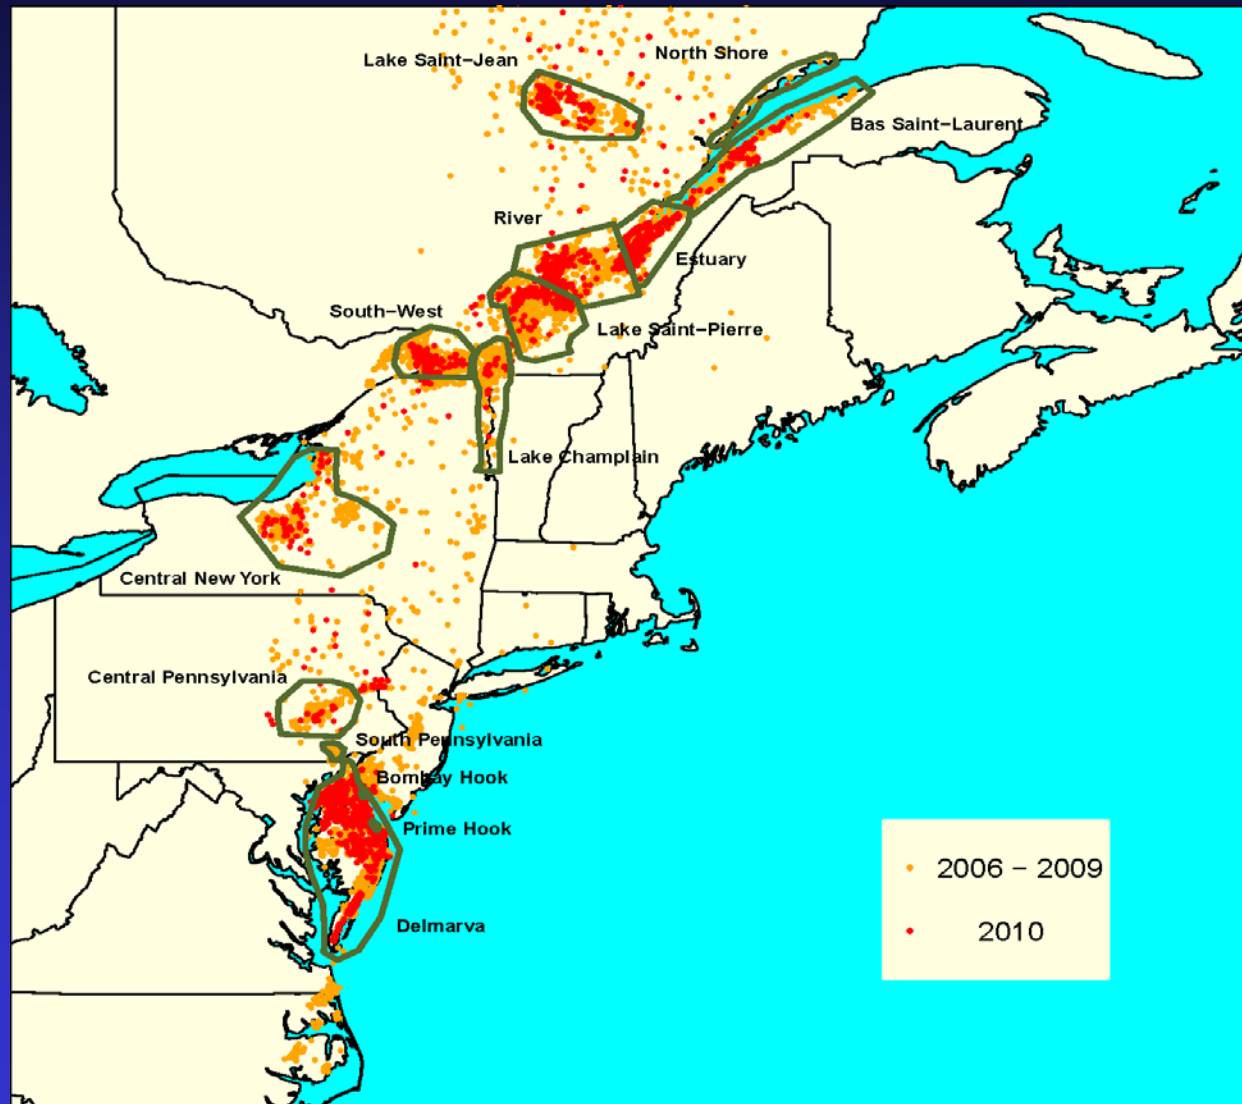 North Shore
Lake Saint-Jean
Bas Saint-Laurent
River
Estuary
South-West
Lake Saint-Pierre
Lake Champlain
Central New York
Central Pennsylvania
South Pennsylvania
Bombay Hook
Prime Hook
Delmarva
2006 - 2009
2010